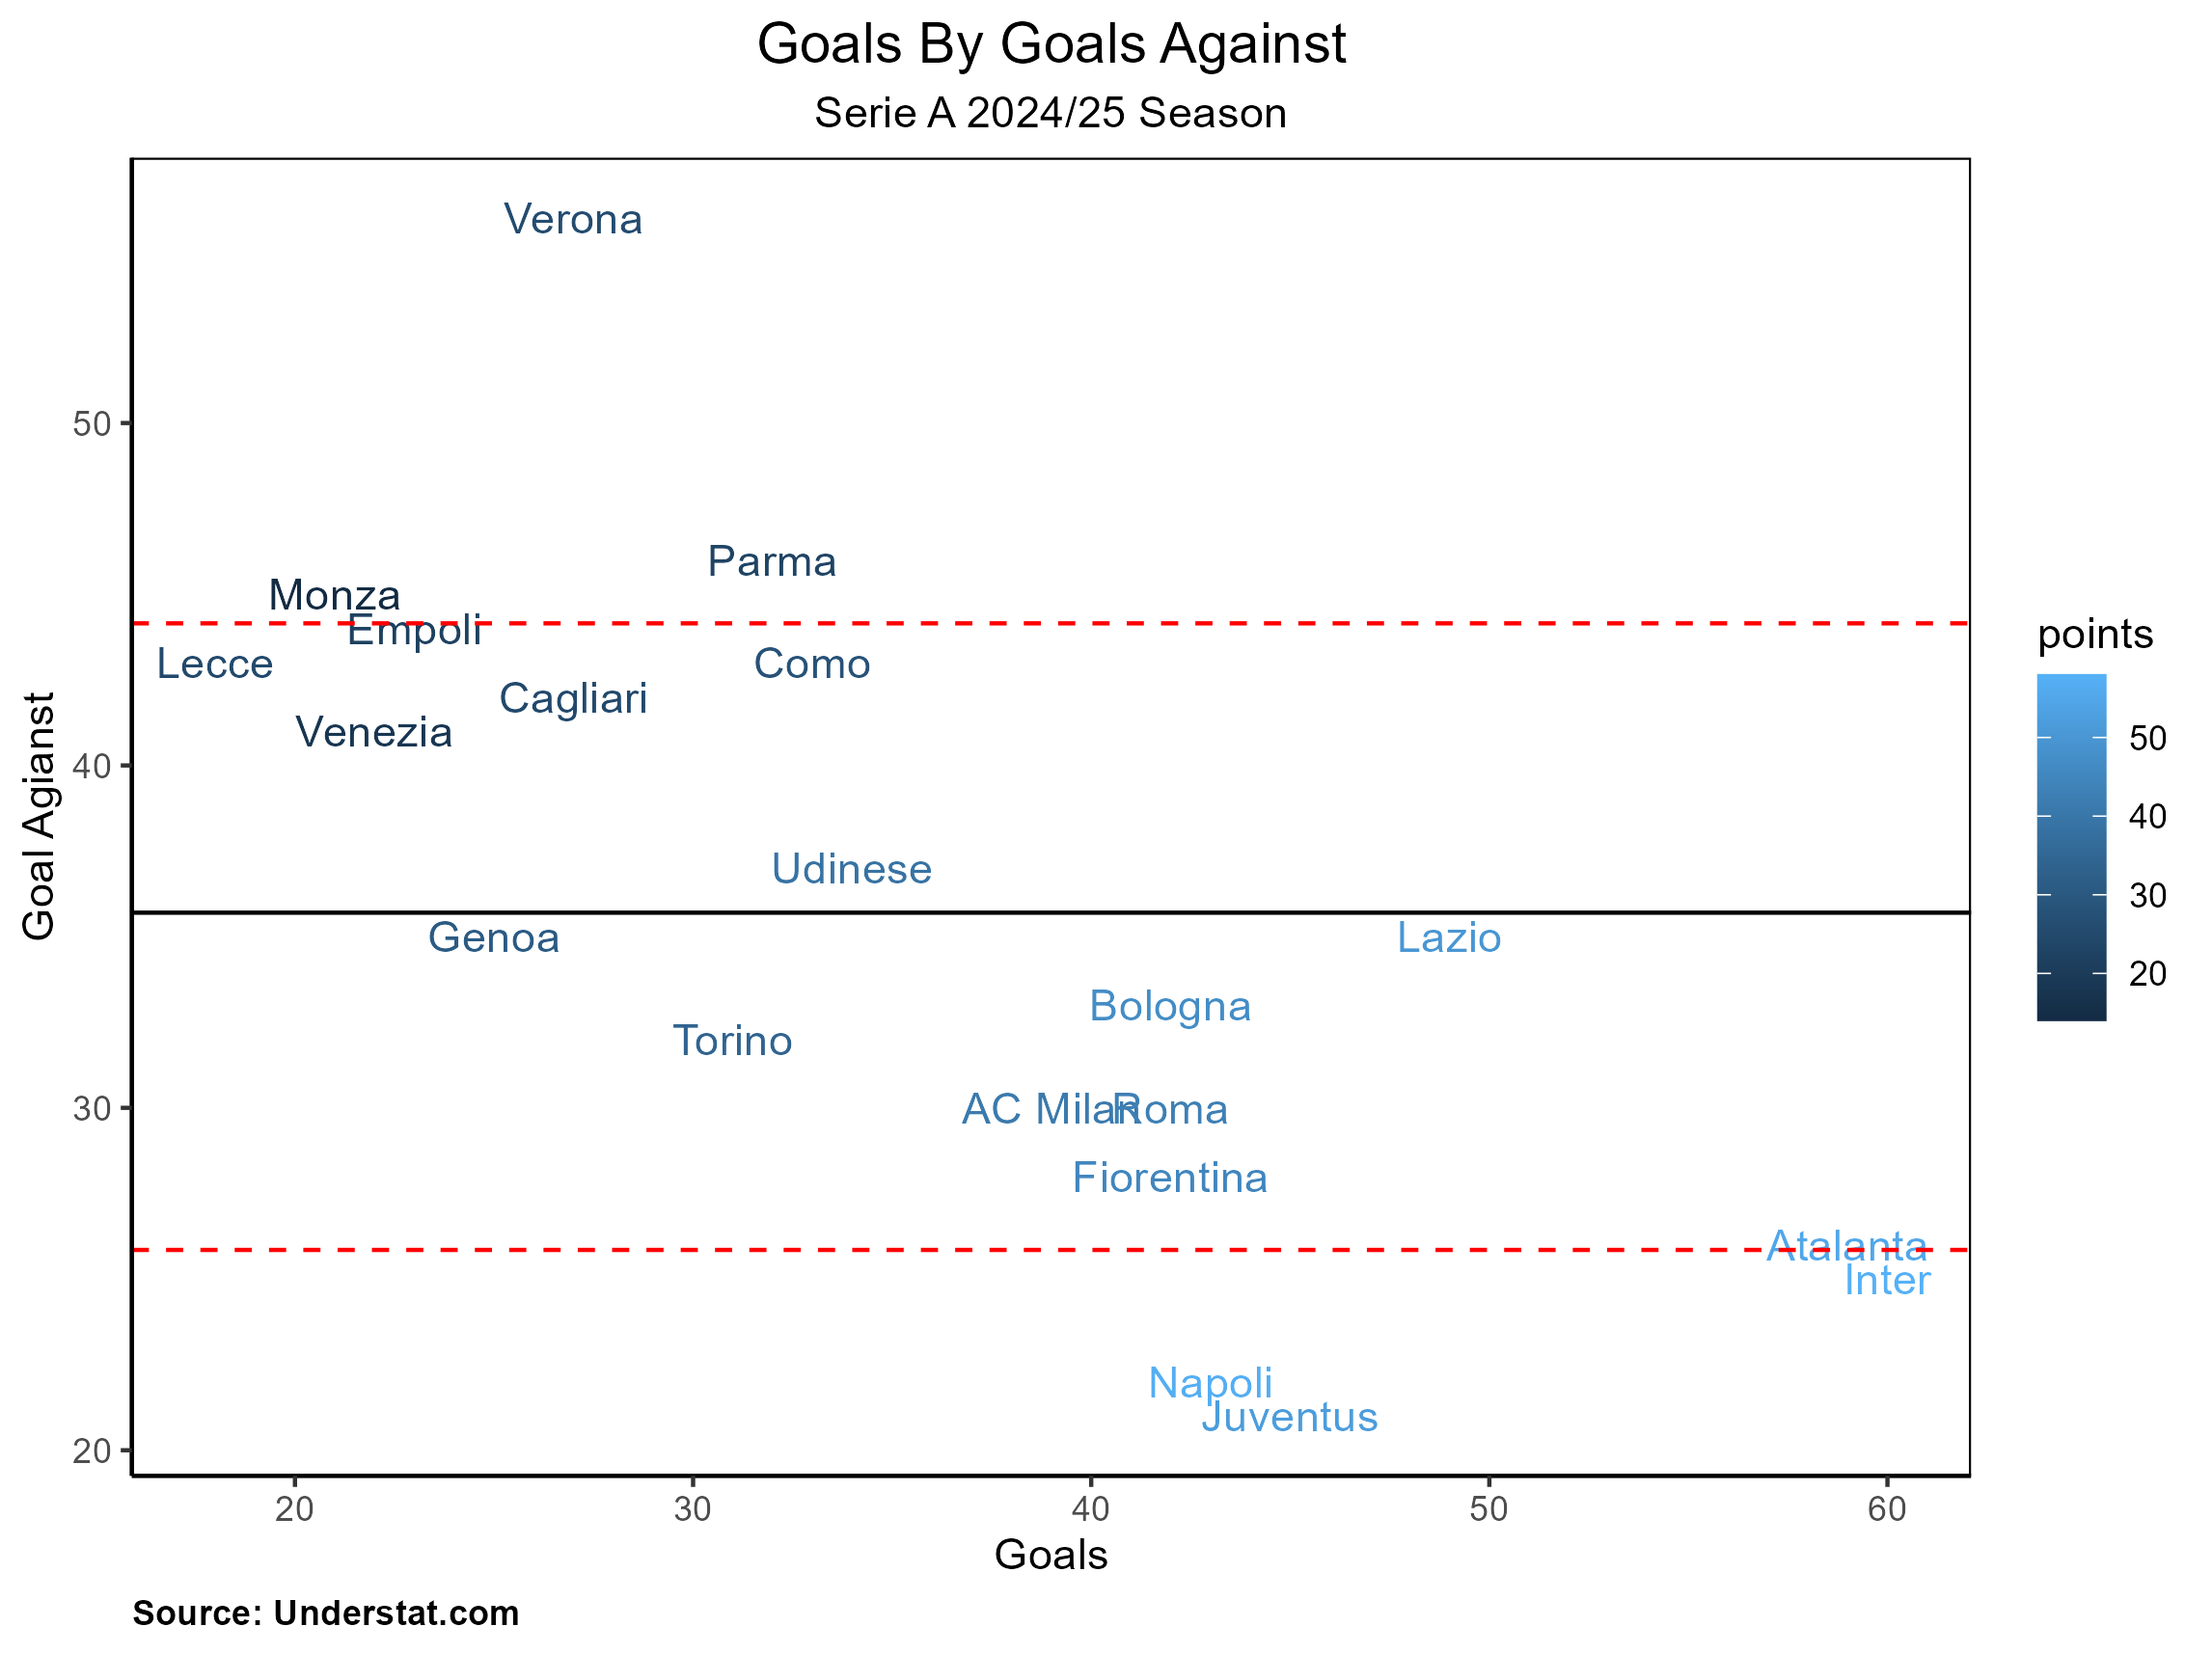 Goals By Goals Against
Serie A 2024/25 Season
Goal Agianst
50
40
30
20
Verona
Parma
Monza
Empoli
Lecce
Como
Cagliari
Venezia
Udinese
Genoa
Lazio
Bologna
Torino
AC Milan
Roma
Fiorentina
Atalanta
Inter
Napoli
Juventus
20
30
40
50
60
Goals
points
50
40
30
20
Source: Understat.com